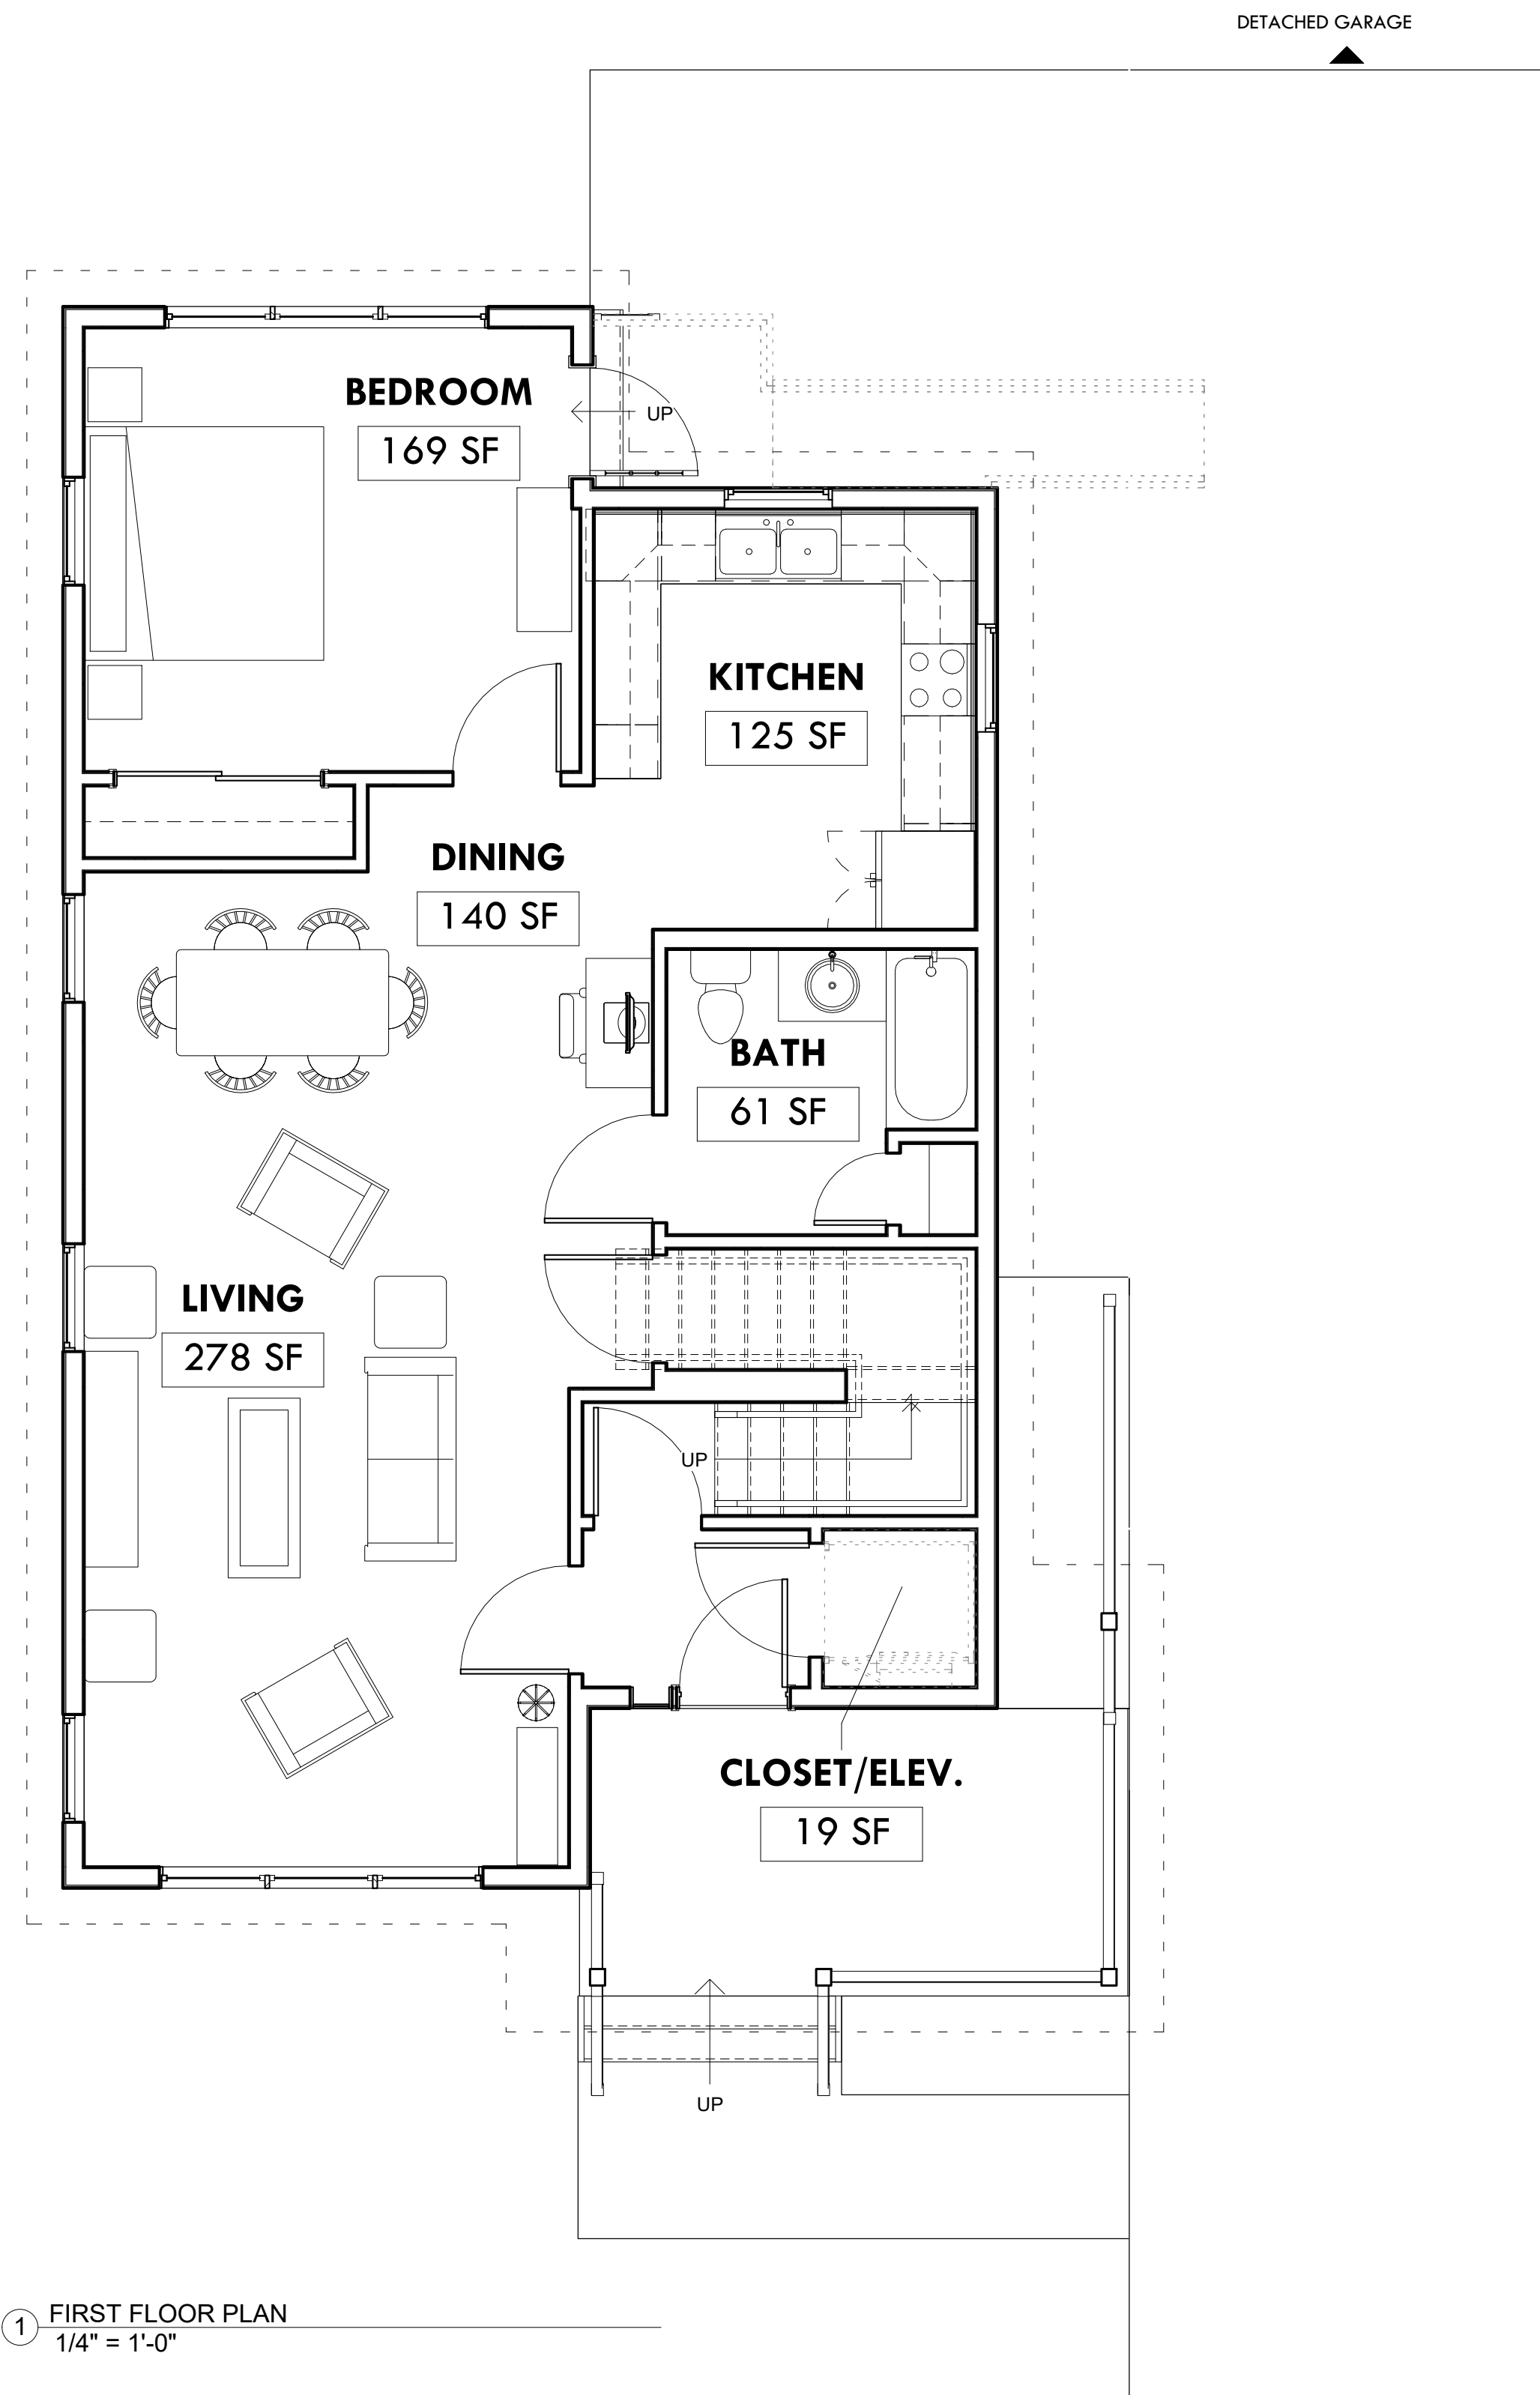 DETACHED GARAGE
BEDROOM
169 SF
UP
KITCHEN
125 SF
DINING
140 SF
BATH
61 SF
LIVING
278 SF
UP
CLOSET/ELEV.
19 SF
UP
1
FIRST FLOOR PLAN
1/4" = 1'-0"